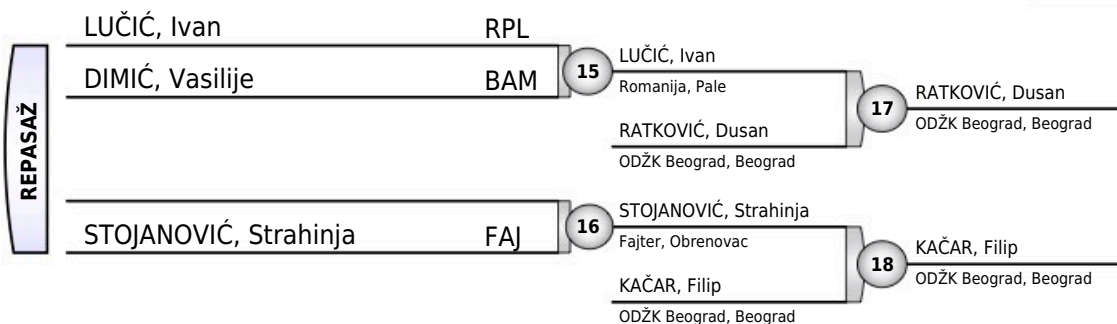 REPASAŽ
LUČIĆ, Ivan RPL
DIMIĆ, Vasilije BAM
15
LUČIĆ, Ivan
Romanija, Pale
RATKOVIĆ, Dusan
ODŽK Beograd, Beograd
17
RATKOVIĆ, Dusan
ODŽK Beograd, Beograd
STOJANOVIĆ, Strahinja FAJ
16
STOJANOVIĆ, Strahinja
Fajter, Obrenovac
KAČAR, Filip
ODŽK Beograd, Beograd
18
KAČAR, Filip
ODŽK Beograd, Beograd